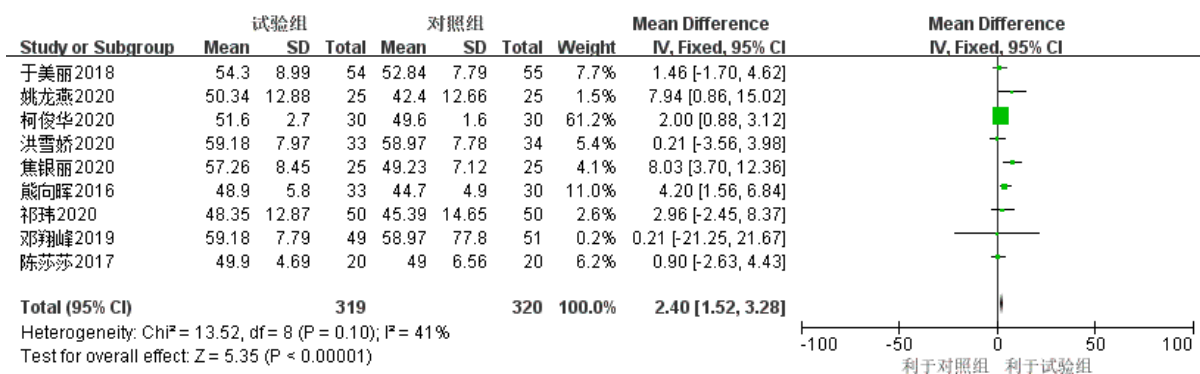 试验组 对照组 Mean Difference Mean Difference
Study or Subgroup Mean SD Total Mean SD Total Weight IV, Fixed, 95% CI IV, Fixed, 95% CI
于美丽2018 54.3 8.99 54 52.84 7.79 55 7.7% 1.46 [-1.70, 4.62]
姚龙燕2020 50.34 12.88 25 42.4 12.66 25 1.5% 7.94 [0.86, 15.02]
柯俊华2020 51.6 2.7 30 49.6 1.6 30 61.2% 2.00 [0.88, 3.12]
洪雪娇2020 59.18 7.97 33 58.97 7.78 34 5.4% 0.21 [-3.56, 3.98]
焦银丽2020 57.26 8.45 25 49.23 7.12 25 4.1% 8.03 [3.70, 12.36]
熊向晖2016 48.9 5.8 33 44.7 4.9 30 11.0% 4.20 [1.56, 6.84]
祁玮2020 48.35 12.87 50 45.39 14.65 50 2.6% 2.96 [-2.45, 8.37]
邓翔峰2019 59.18 7.79 49 58.97 77.8 51 0.2% 0.21 [-21.25, 21.67]
陈莎莎2017 49.9 4.69 20 49 6.56 20 6.2% 0.90 [-2.63, 4.43]
Total (95% CI) 319 320 100.0% 2.40 [1.52, 3.28]
Heterogeneity: Chi² = 13.52, df = 8 (P = 0.10); I² = 41%
Test for overall effect: Z = 5.35 (P < 0.00001)
-100 -50 0 50 100
利于对照组 利于试验组